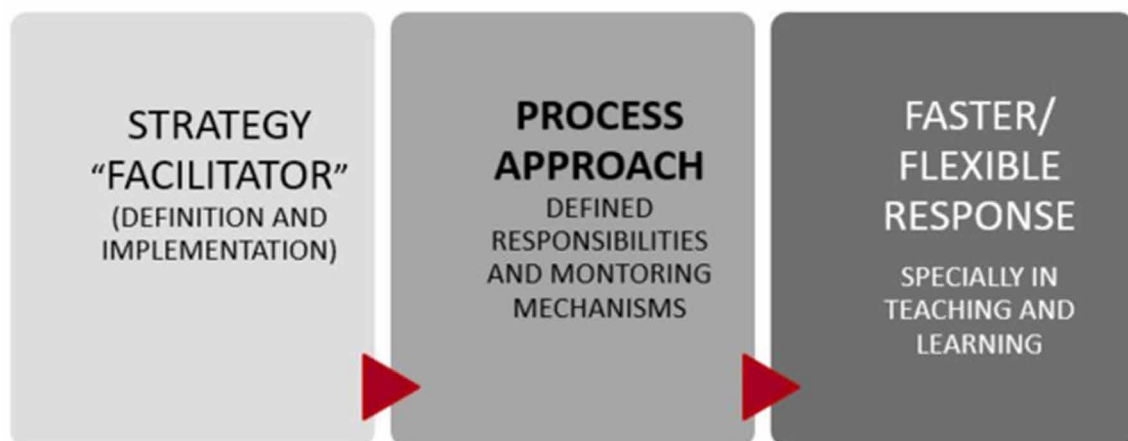 STRATEGY
“FACILITATOR”
(DEFINITION AND
IMPLEMENTATION)
PROCESS
APPROACH
DEFINED
RESPONSIBILITIES
AND MONTORING
MECHANISMS
FASTER/
FLEXIBLE
RESPONSE
SPECIALLY IN
TEACHING AND
LEARNING